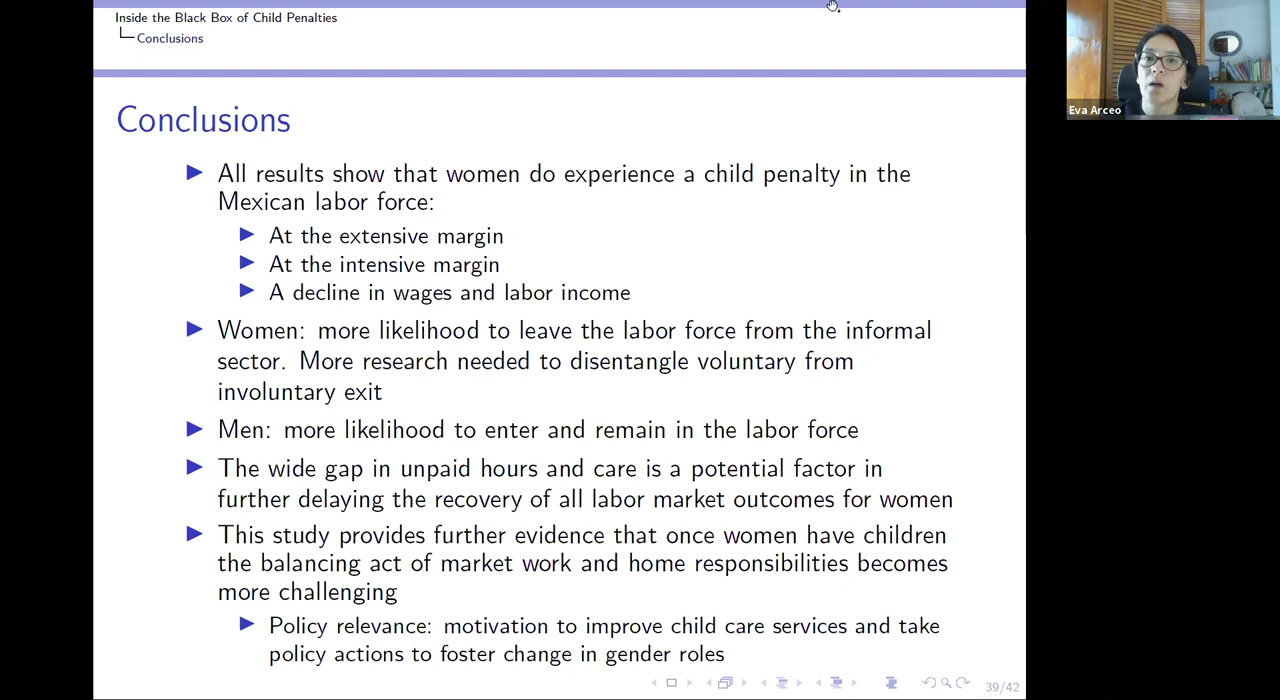 Inside the Black Box of Child Penalties
Conclusions
Eva Arceo
Conclusions
All results show that women do experience a child penalty in the
Mexican labor force:
At the extensive margin
At the intensive margin
A decline in wages and labor income
Women: more likelihood to leave the labor force from the informal
sector. More research needed to disentangle voluntary from
involuntary exit
Men: more likelihood to enter and remain in the labor force
The wide gap in unpaid hours and care is a potential factor in
further delaying the recovery of all labor market outcomes for women
This study provides further evidence that once women have children
the balancing act of market work and home responsibilities becomes
more challenging
Policy relevance: motivation to improve child care services and take
policy actions to foster change in gender roles
39/42